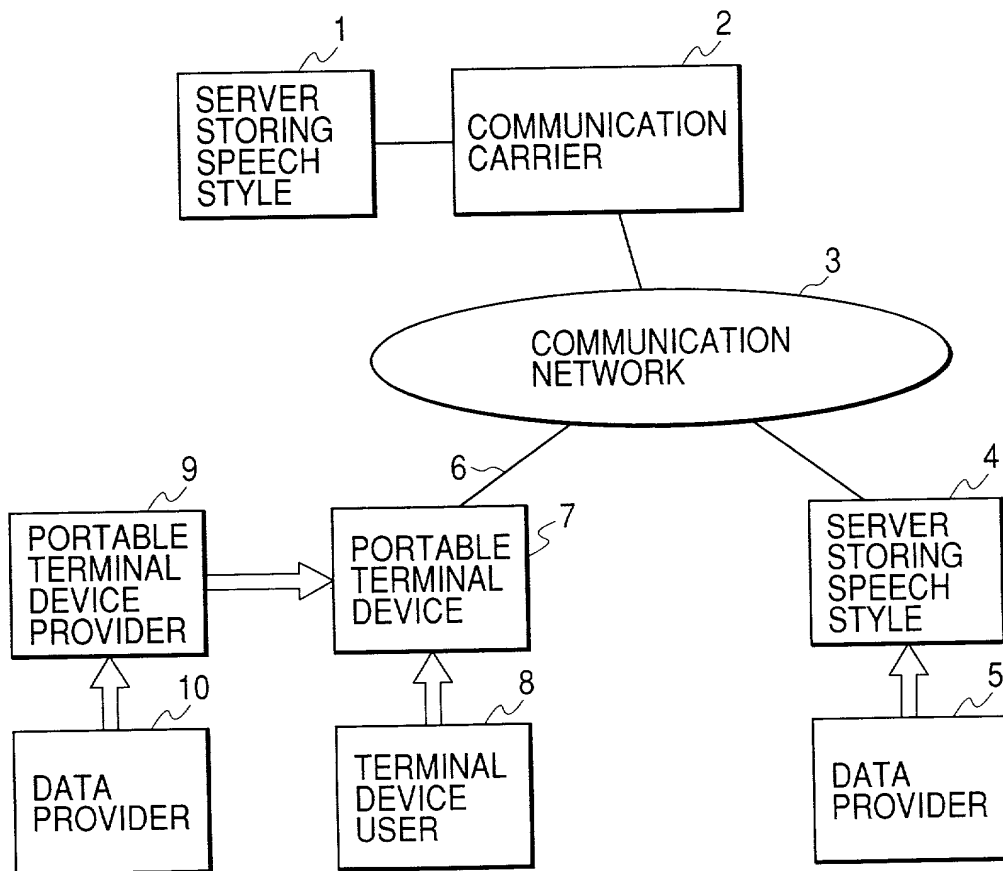 1
2
SERVER
STORING
SPEECH
STYLE
COMMUNICATION
CARRIER
3
COMMUNICATION
NETWORK
6
9
7
4
PORTABLE
TERMINAL
DEVICE
PROVIDER
PORTABLE
TERMINAL
DEVICE
SERVER
STORING
SPEECH
STYLE
10
8
5
DATA
PROVIDER
TERMINAL
DEVICE
USER
DATA
PROVIDER